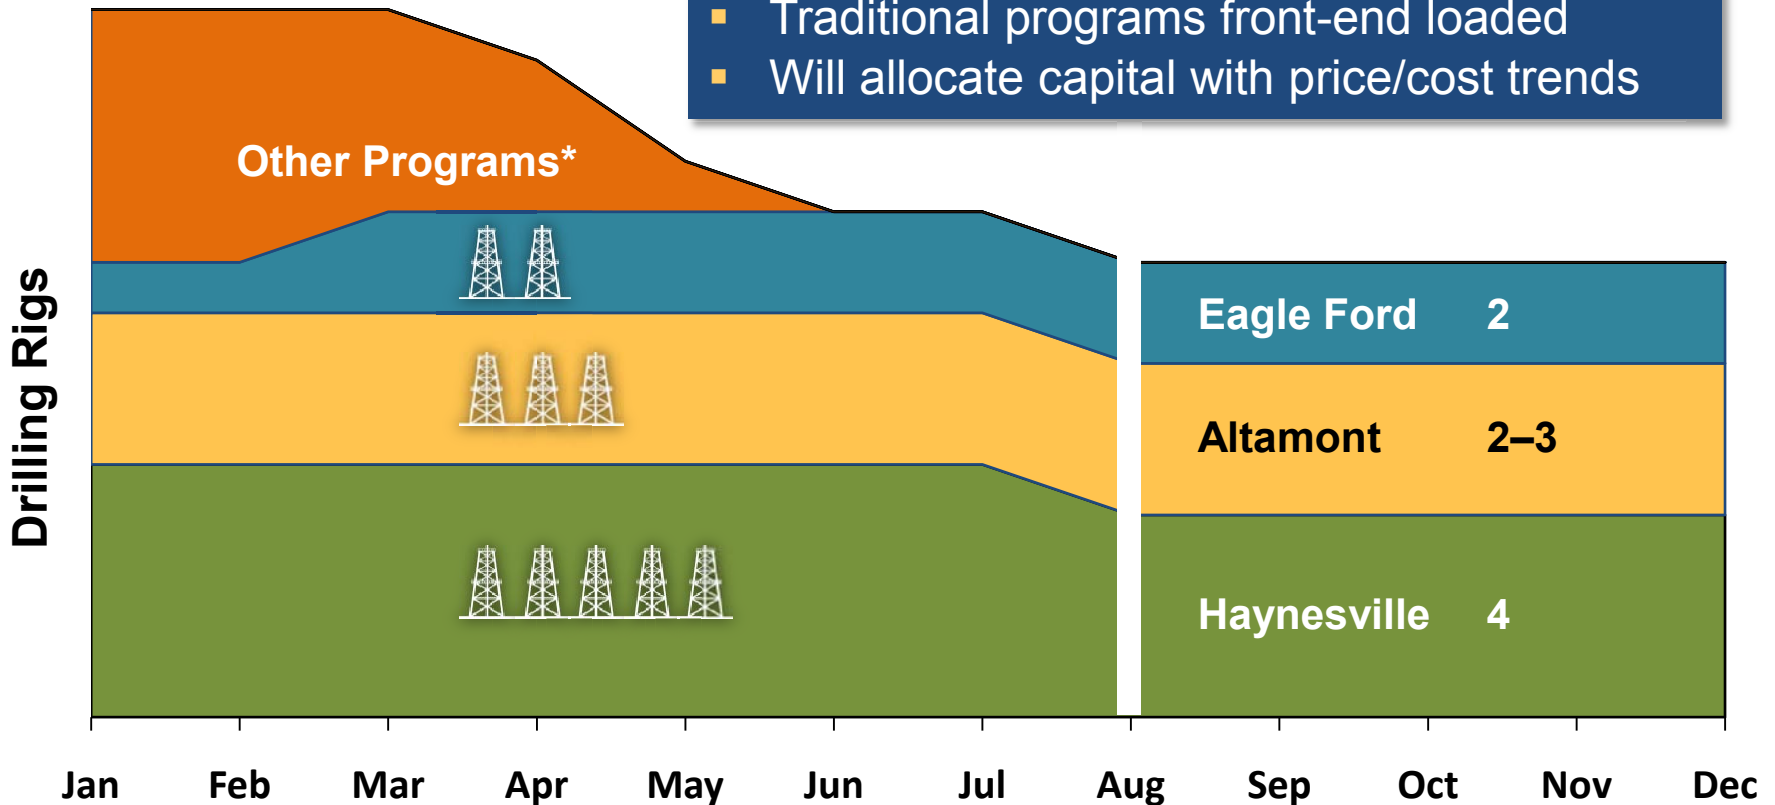 Traditional programs front-end loaded
Will allocate capital with price/cost trends
Other Programs*
Drilling Rigs
Eagle Ford 2
Altamont 2–3
Haynesville 4
Jan Feb Mar Apr May Jun Jul Aug Sep Oct Nov Dec